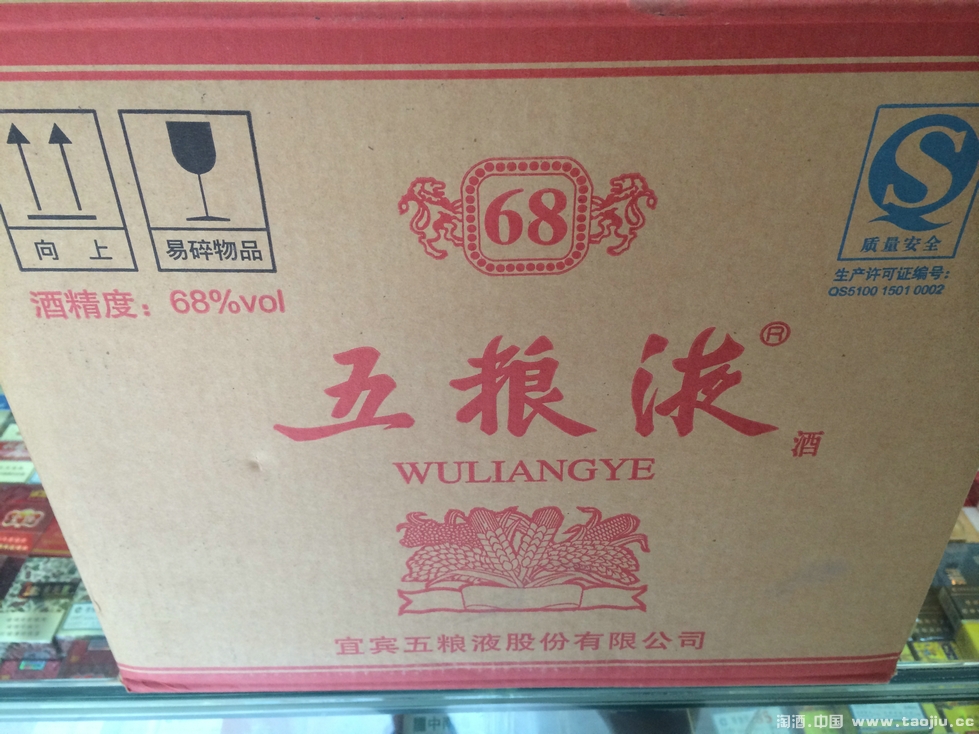 向 上
易碎物品
68
S
质量安全
生产许可证编号:
QS5100 1501 0002
酒精度: 68%vol
五粮液®
酒
WULIANGYE
宜宾五粮液股份有限公司
淘酒.中国 www.taojiu.cc